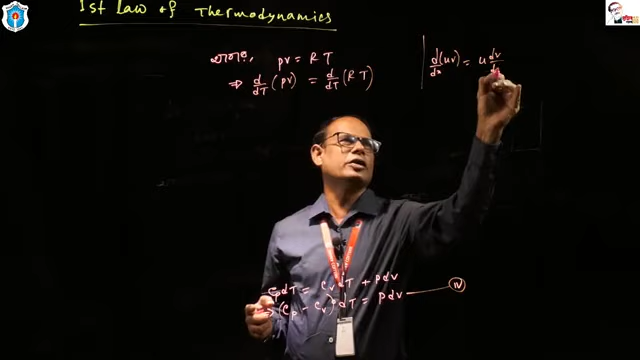 1st Law of Thermodynamics
আবার, pv = RT
⇒ d/dT (pv) = d/dT (RT)
d/dx (uv) = u dv/
CpdT = CvdT + Pdv
⇒ (Cp - Cv) dT = Pdv —— (IV)